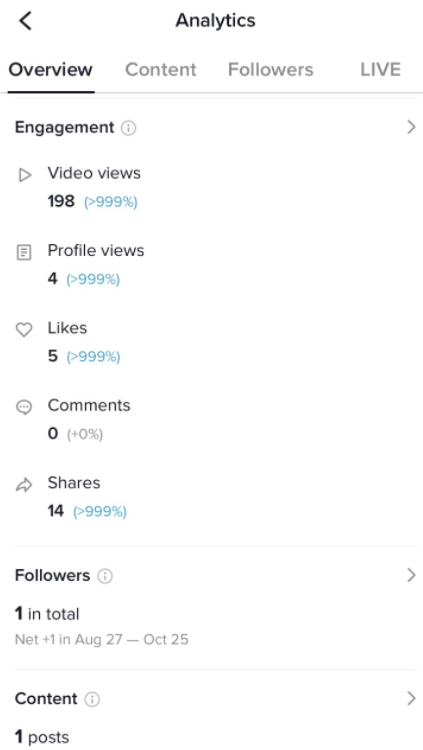 Analytics
Overview Content Followers LIVE
Engagement
Video views
198 (>999%)
Profile views
4 (>999%)
Likes
5 (>999%)
Comments
0 (+0%)
Shares
14 (>999%)
Followers
1 in total
Net +1 in Aug 27 — Oct 25
Content
1 posts